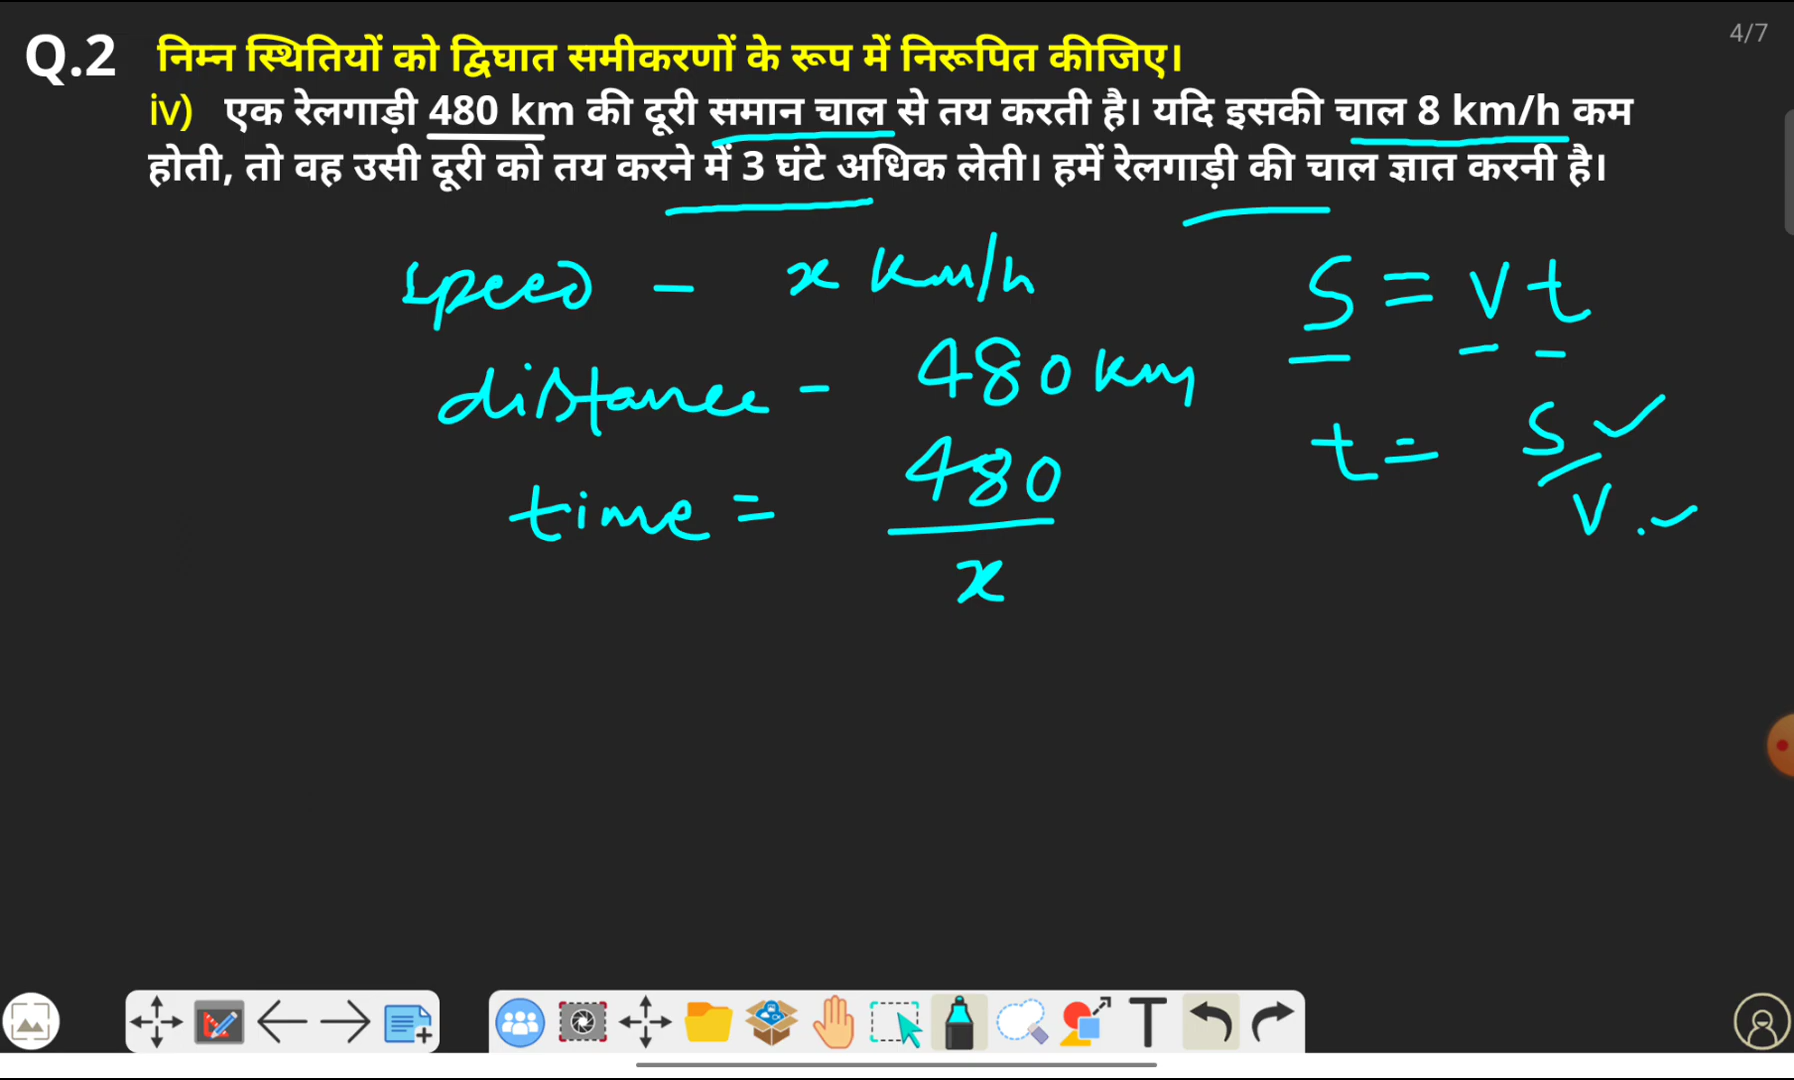 4/7
Q.2 निम्न स्थितियों को द्विघात समीकरणों के रूप में निरूपित कीजिए।
iv) एक रेलगाड़ी 480 km की दूरी समान चाल से तय करती है। यदि इसकी चाल 8 km/h कम
होती, तो वह उसी दूरी को तय करने में 3 घंटे अधिक लेती। हमें रेलगाड़ी की चाल ज्ञात करनी है।
speed – x km/h
S = vt
distance - 480 km
t = S/v.
time = 480/x
T